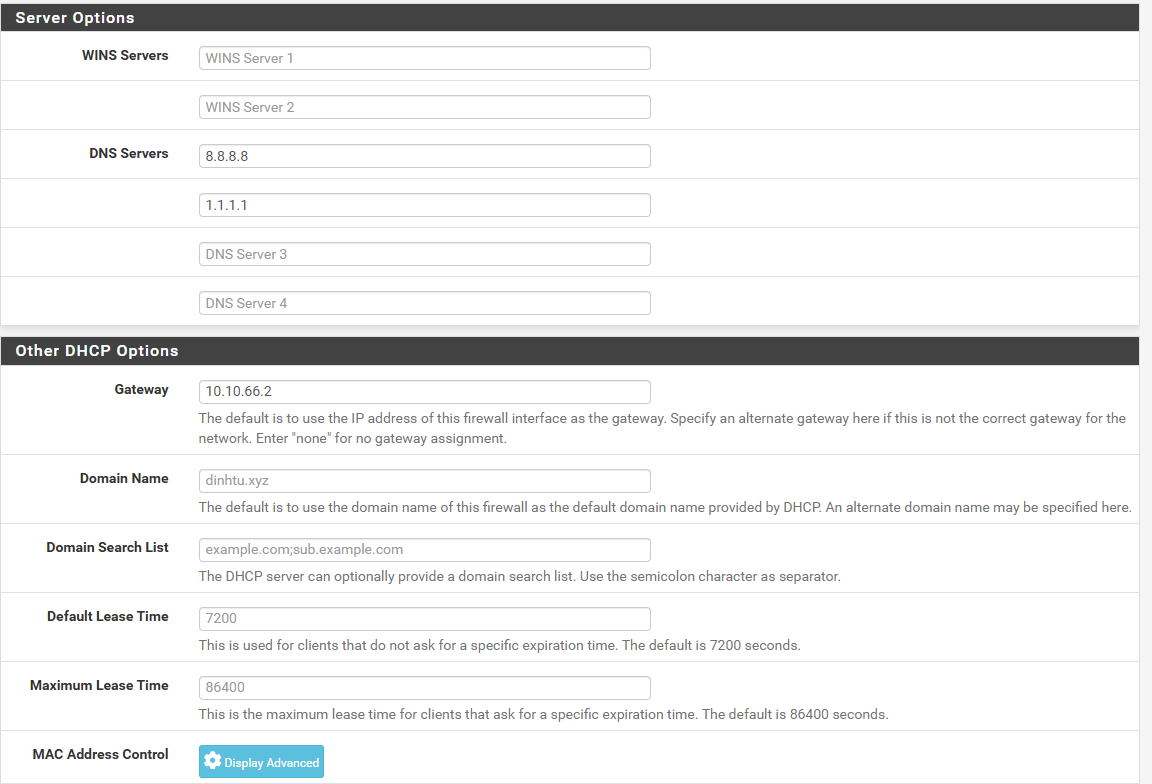 Server Options
WINS Servers
WINS Server 1
WINS Server 2
DNS Servers
8.8.8.8
1.1.1.1
DNS Server 3
DNS Server 4
Other DHCP Options
Gateway
10.10.66.2
The default is to use the IP address of this firewall interface as the gateway. Specify an alternate gateway here if this is not the correct gateway for the
network. Enter "none" for no gateway assignment.
Domain Name
dinhtu.xyz
The default is to use the domain name of this firewall as the default domain name provided by DHCP. An alternate domain name may be specified here.
Domain Search List
example.com;sub.example.com
The DHCP server can optionally provide a domain search list. Use the semicolon character as separator.
Default Lease Time
7200
This is used for clients that do not ask for a specific expiration time. The default is 7200 seconds.
Maximum Lease Time
86400
This is the maximum lease time for clients that ask for a specific expiration time. The default is 86400 seconds.
MAC Address Control
Display Advanced